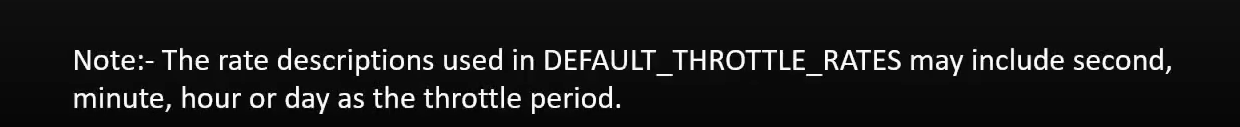 Note:- The rate descriptions used in DEFAULT_THROTTLE_RATES may include second,
minute, hour or day as the throttle period.